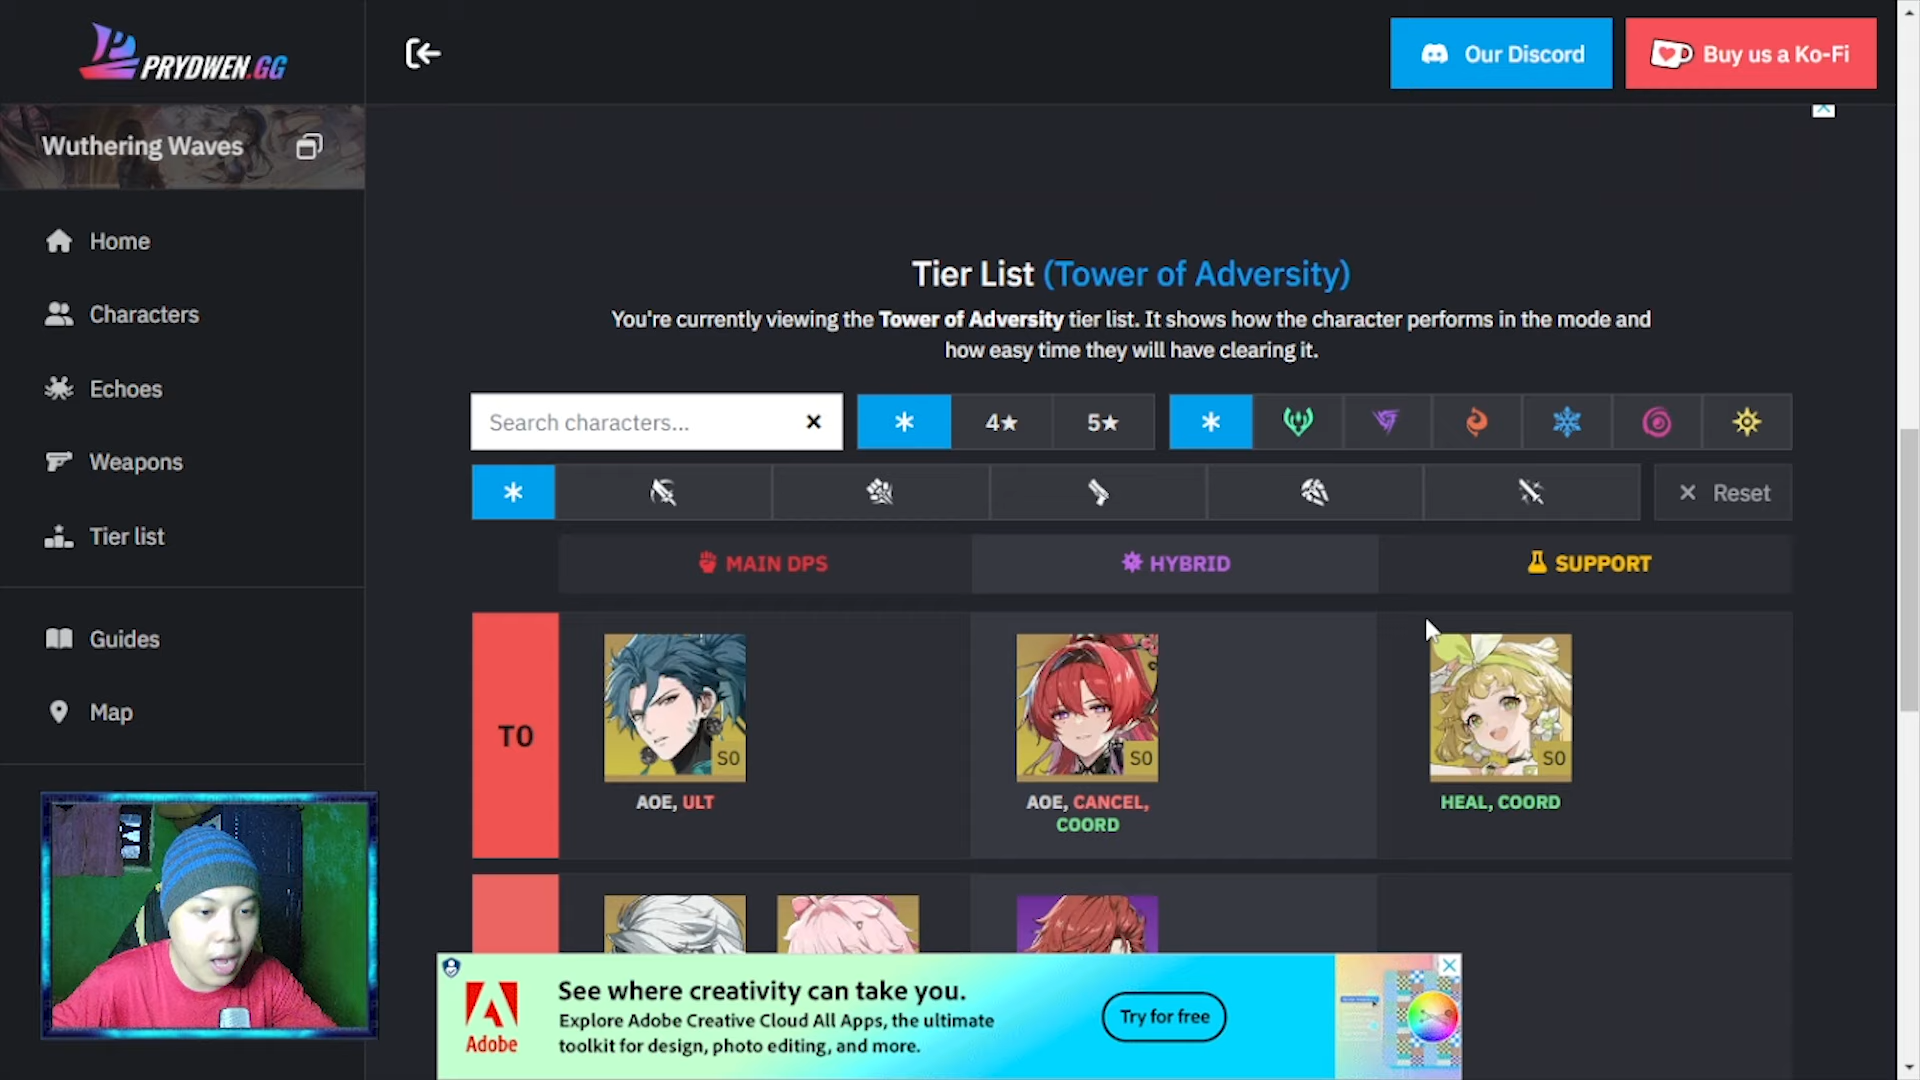 PRYDWEN.GG
Our Discord
Buy us a Ko-Fi
Wuthering Waves
Home
Characters
Echoes
Weapons
Tier list
Guides
Map
Tier List (Tower of Adversity)
You're currently viewing the Tower of Adversity tier list. It shows how the character performs in the mode and
how easy time they will have clearing it.
Search characters...
4★
5★
Reset
MAIN DPS
HYBRID
SUPPORT
T0
S0
S0
S0
AOE, ULT
AOE, CANCEL,
COORD
HEAL, COORD
Adobe
See where creativity can take you.
Explore Adobe Creative Cloud All Apps, the ultimate
toolkit for design, photo editing, and more.
Try for free